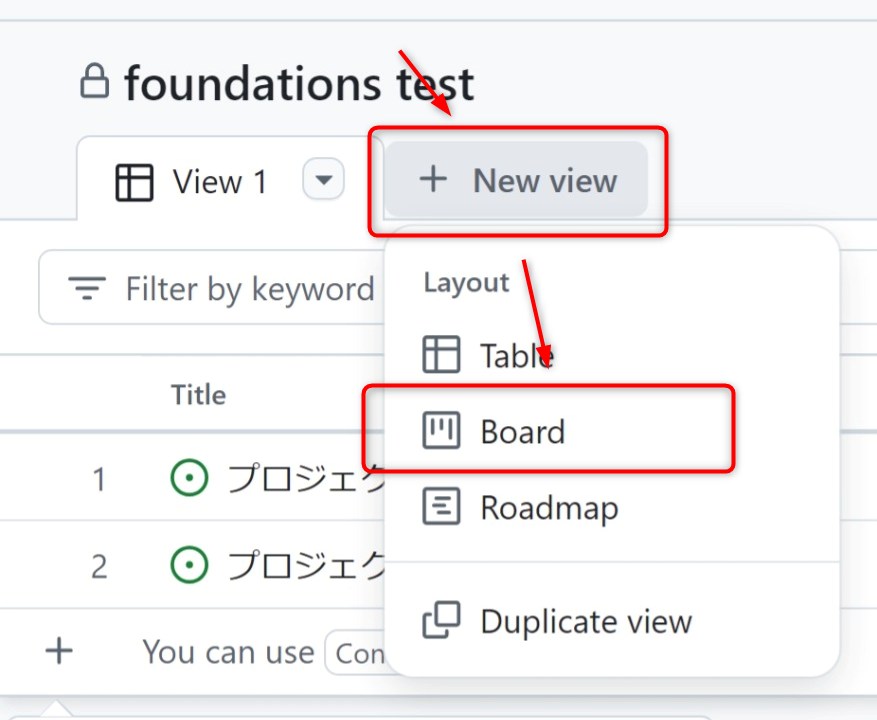 foundations test
View 1
New view
Filter by keyword
Layout
Table
Board
Roadmap
Duplicate view
Title
1 プロジェク
2 プロジェク
You can use Con